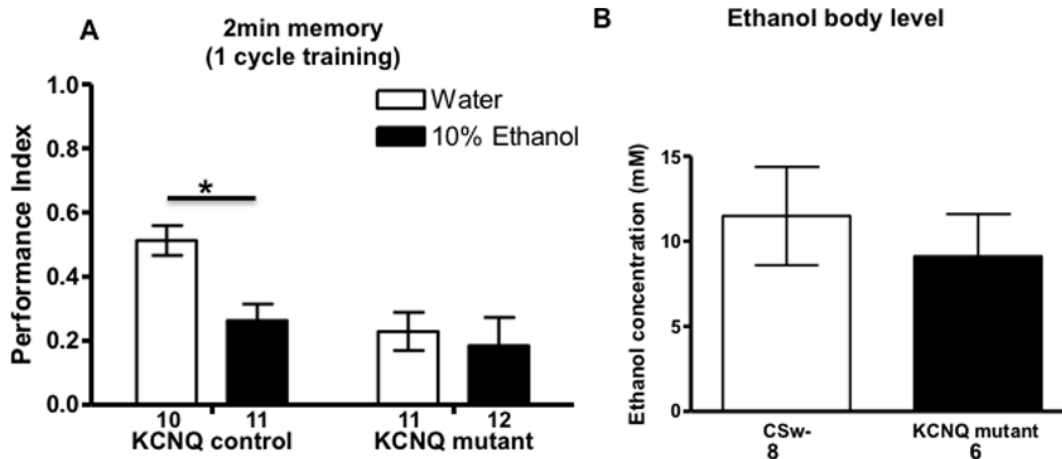 A
2min memory
(1 cycle training)
Performance Index
1.0
0.8
0.6
0.4
0.2
0.0
Water
10% Ethanol
*
10 11 11 12
KCNQ control KCNQ mutant
B
Ethanol body level
Ethanol concentration (mM)
15
10
5
0
CSw- KCNQ mutant
8 6